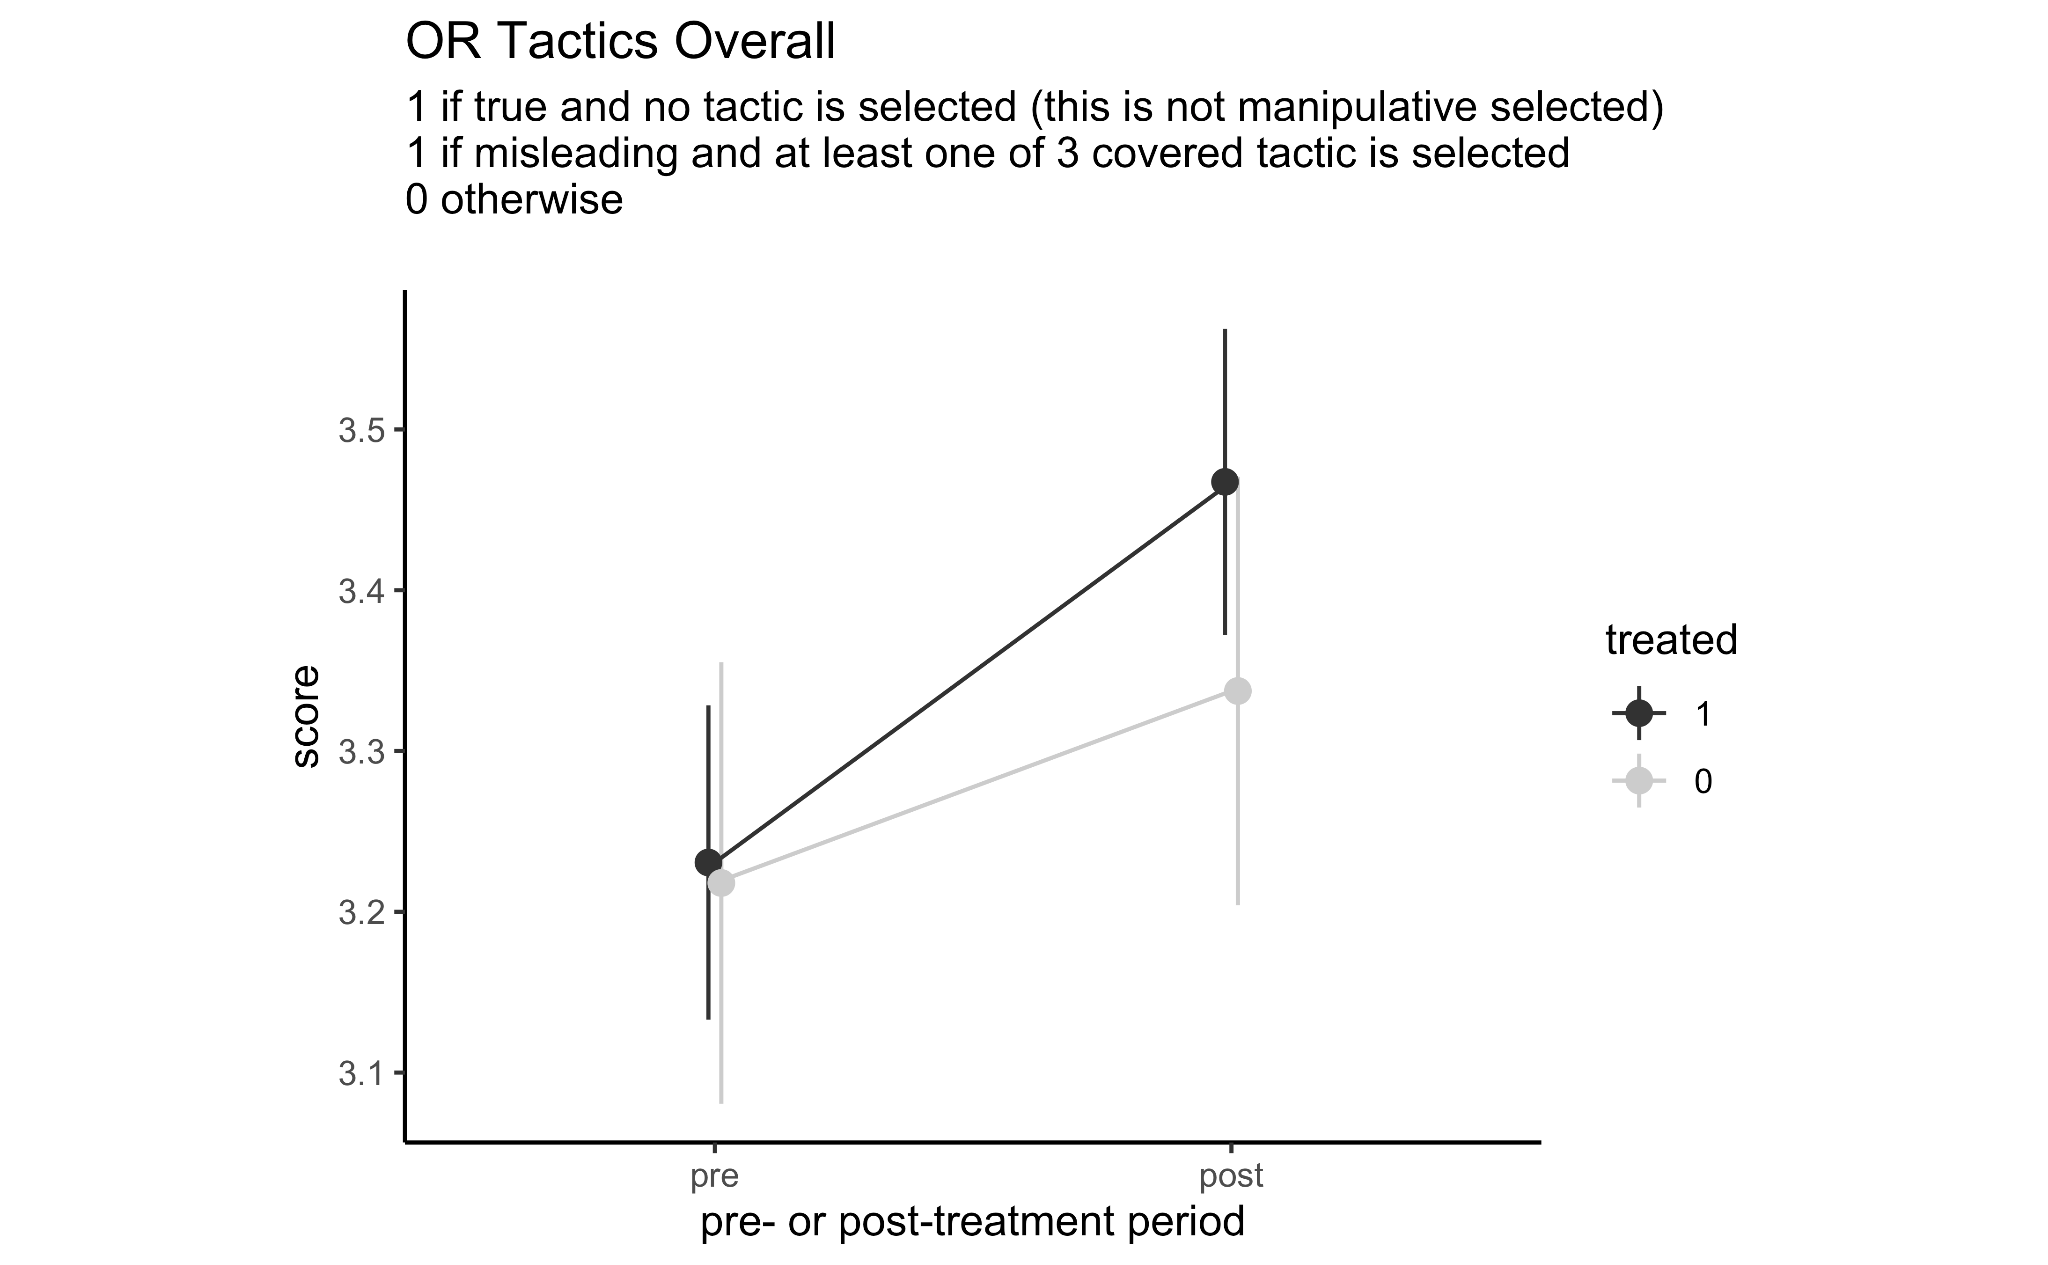 OR Tactics Overall
1 if true and no tactic is selected (this is not manipulative selected)
1 if misleading and at least one of 3 covered tactic is selected
0 otherwise
3.5
3.4
3.3
3.2
3.1
score
pre
post
pre- or post-treatment period
treated
1
0